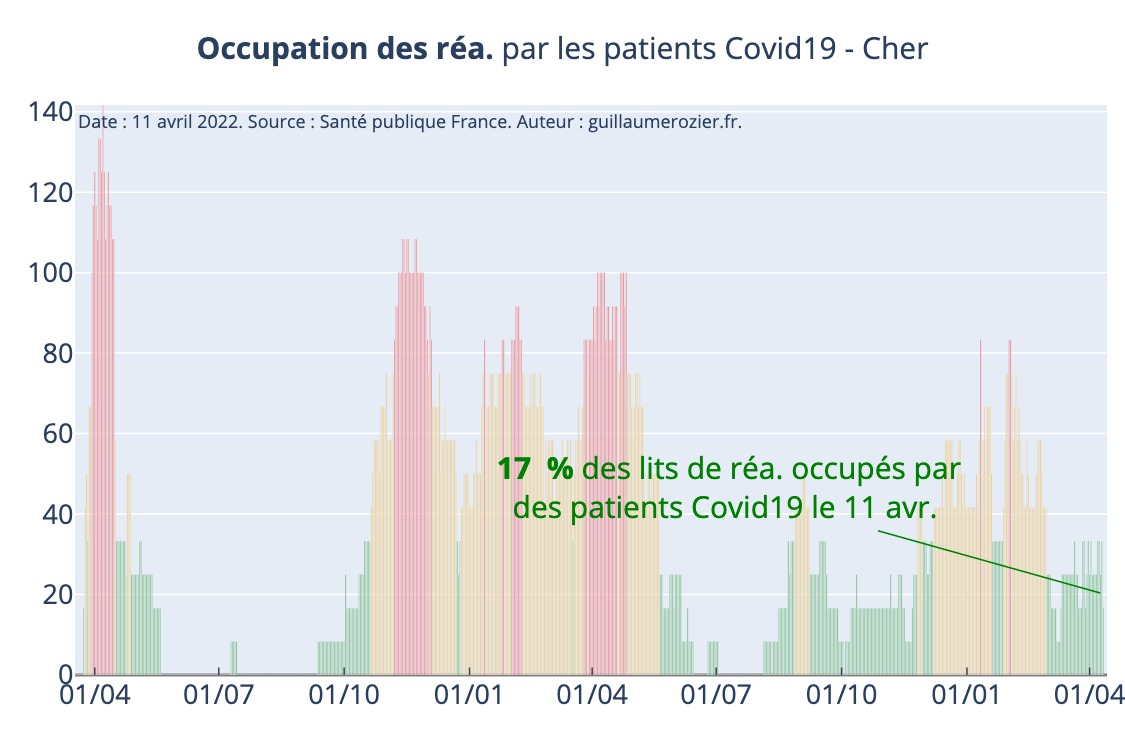 Occupation des réa. par les patients Covid19 - Cher
140
Date : 11 avril 2022. Source : Santé publique France. Auteur : guillaumerozier.fr.
120
100
80
60
17 % des lits de réa. occupés par
des patients Covid19 le 11 avr.
40
20
0
01/04 01/07 01/10 01/01 01/04 01/07 01/10 01/01 01/04